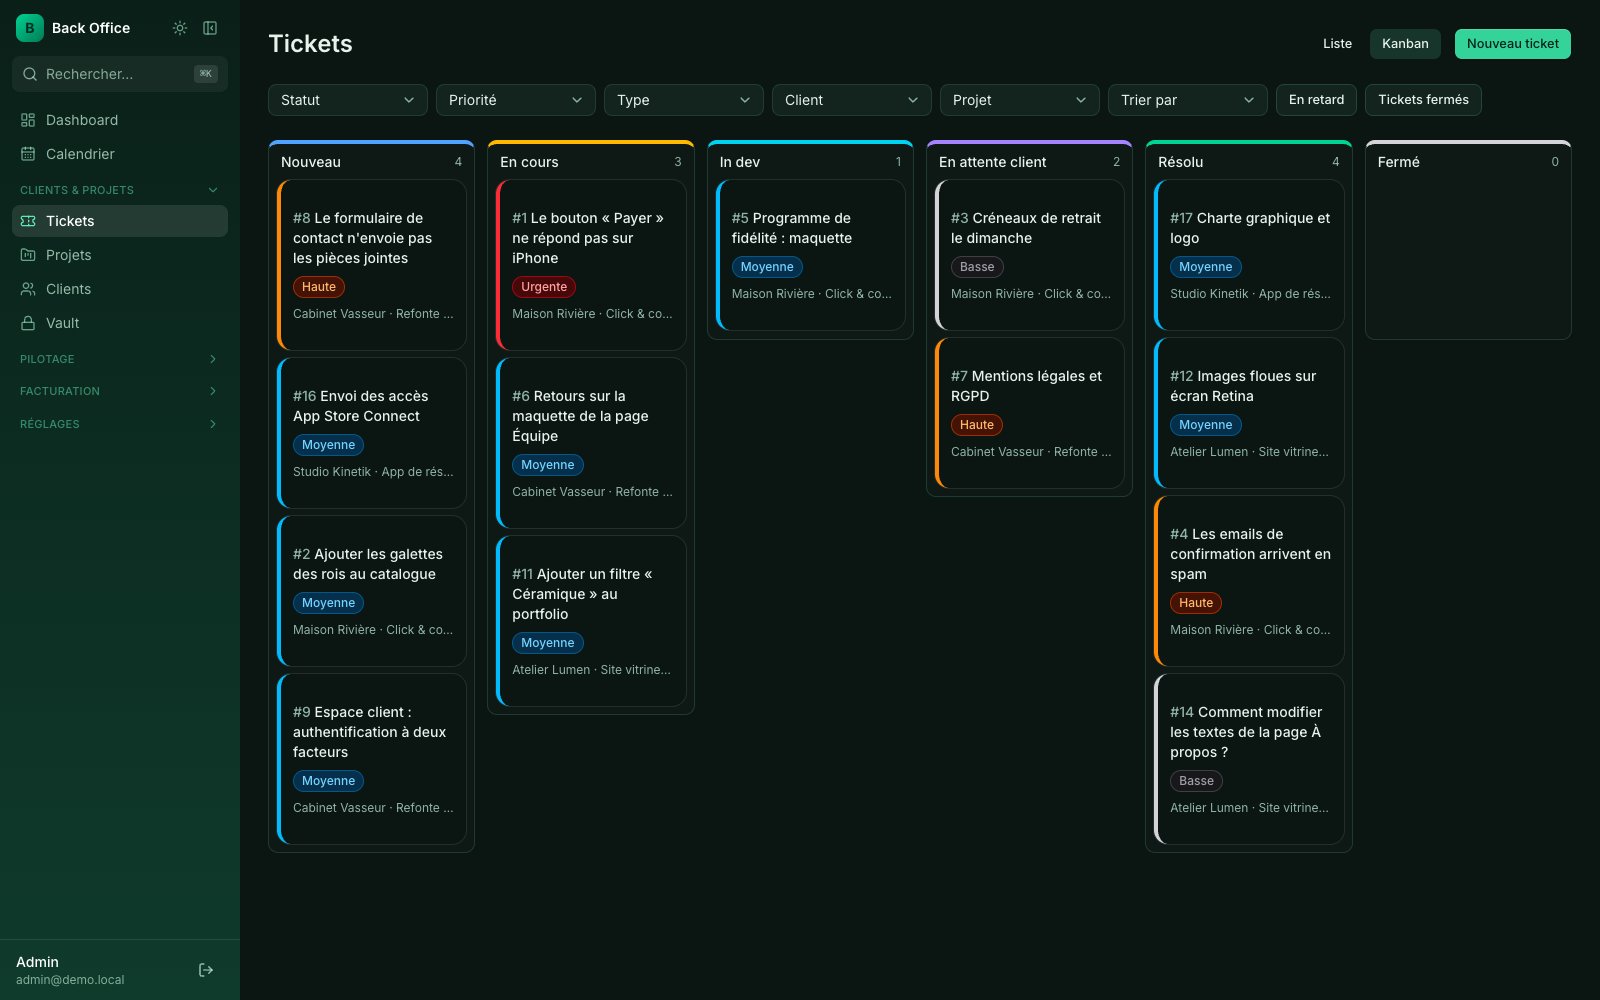 B Back Office
Rechercher... ⌘K
Dashboard
Calendrier
CLIENTS & PROJETS
Tickets
Projets
Clients
Vault
PILOTAGE
FACTURATION
RÉGLAGES
Admin
admin@demo.local
Tickets
Liste Kanban Nouveau ticket
Statut Priorité Type Client Projet Trier par En retard Tickets fermés
Nouveau 4
#8 Le formulaire de
contact n'envoie pas
les pièces jointes
Haute
Cabinet Vasseur · Refonte ...
#16 Envoi des accès
App Store Connect
Moyenne
Studio Kinetik · App de rés...
#2 Ajouter les galettes
des rois au catalogue
Moyenne
Maison Rivière · Click & co...
#9 Espace client :
authentification à deux
facteurs
Moyenne
Cabinet Vasseur · Refonte ...
En cours 3
#1 Le bouton « Payer »
ne répond pas sur
iPhone
Urgente
Maison Rivière · Click & co...
#6 Retours sur la
maquette de la page
Équipe
Moyenne
Cabinet Vasseur · Refonte ...
#11 Ajouter un filtre «
Céramique » au
portfolio
Moyenne
Atelier Lumen · Site vitrine...
In dev 1
#5 Programme de
fidélité : maquette
Moyenne
Maison Rivière · Click & co...
En attente client 2
#3 Créneaux de retrait
le dimanche
Basse
Maison Rivière · Click & co...
#7 Mentions légales et
RGPD
Haute
Cabinet Vasseur · Refonte ...
Résolu 4
#17 Charte graphique et
logo
Moyenne
Studio Kinetik · App de rés...
#12 Images floues sur
écran Retina
Moyenne
Atelier Lumen · Site vitrine...
#4 Les emails de
confirmation arrivent en
spam
Haute
Maison Rivière · Click & co...
#14 Comment modifier
les textes de la page À
propos ?
Basse
Atelier Lumen · Site vitrine...
Fermé 0